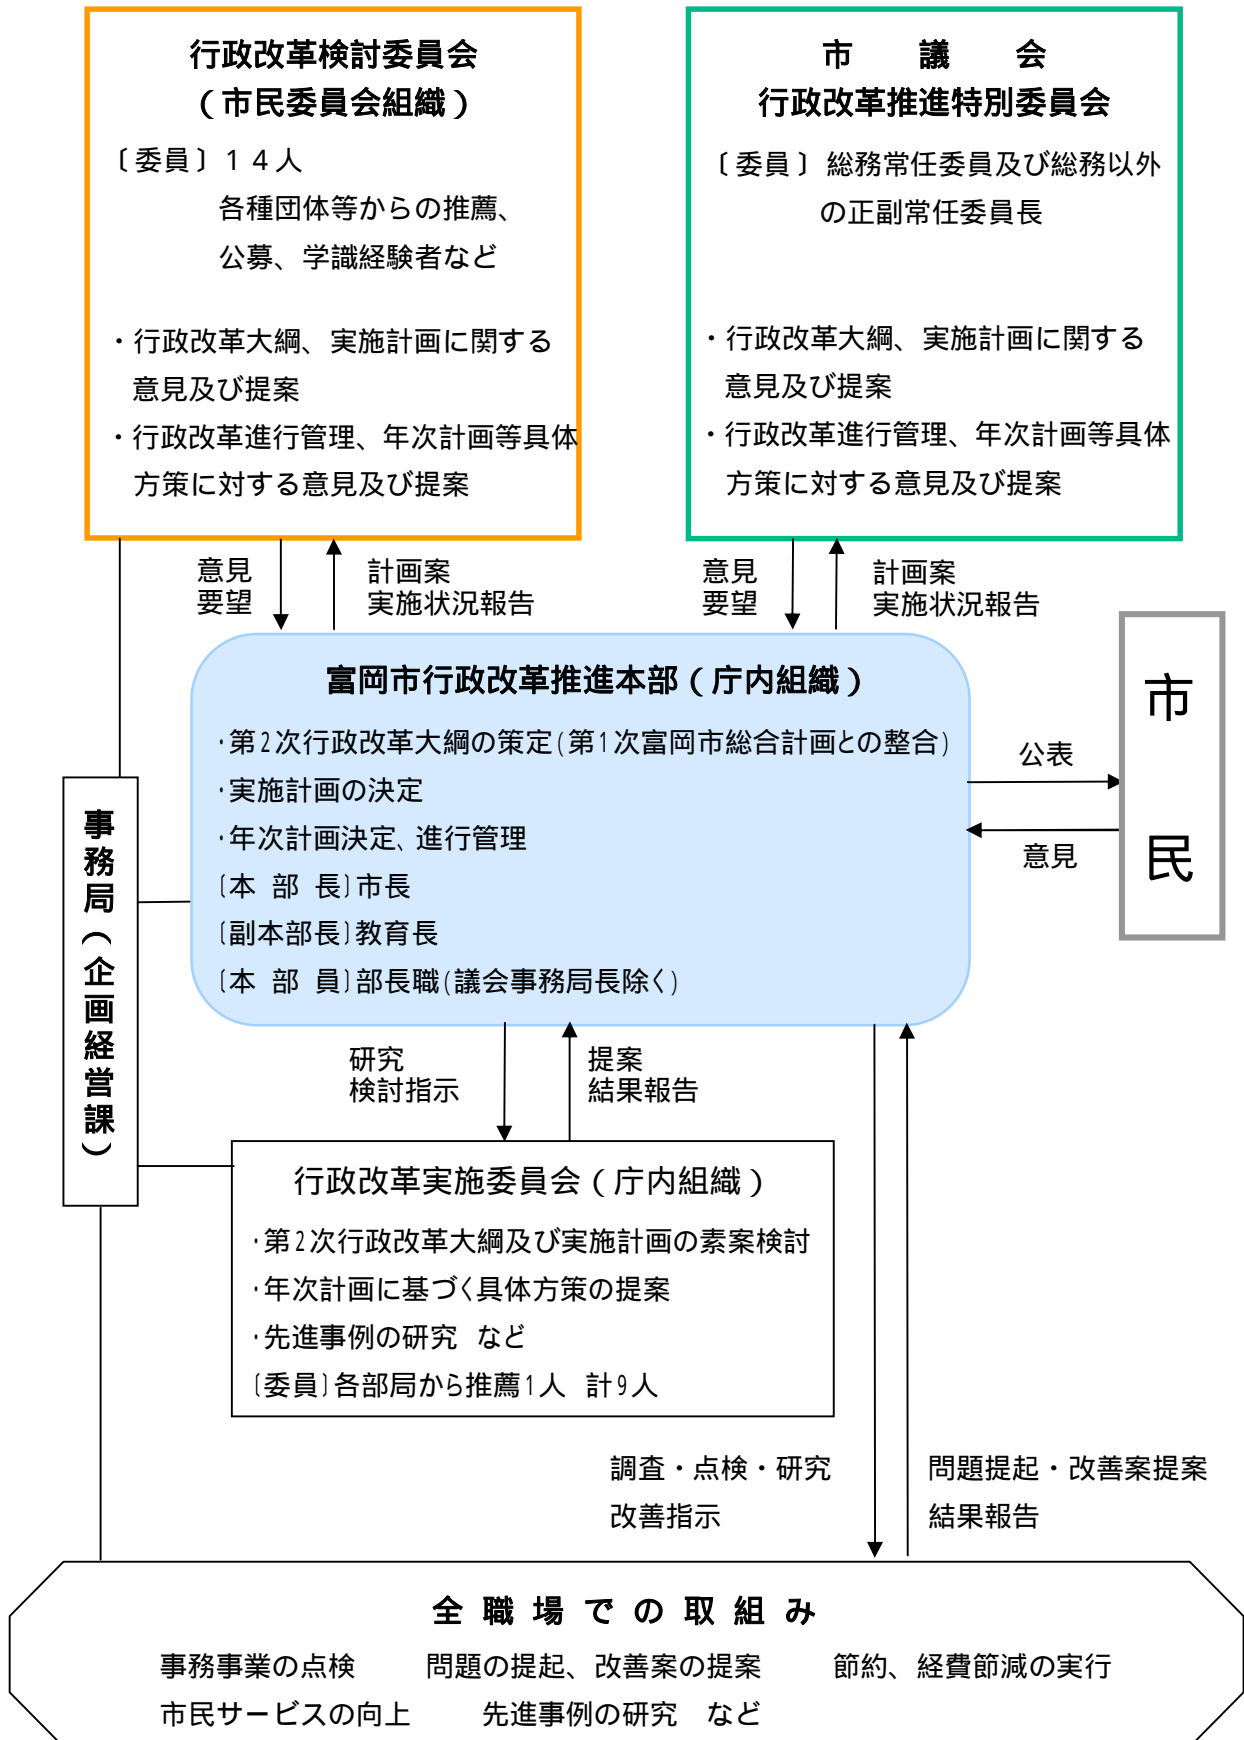 行政改革検討委員会
（市民委員会組織）
〔委員〕１４人
各種団体等からの推薦、
公募、学識経験者など
・行政改革大綱、実施計画に関する
意見及び提案
・行政改革進行管理、年次計画等具体
方策に対する意見及び提案
市　議　会
行政改革推進特別委員会
〔委員〕総務常任委員及び総務以外
の正副常任委員長
・行政改革大綱、実施計画に関する
意見及び提案
・行政改革進行管理、年次計画等具体
方策に対する意見及び提案
意見
要望
計画案
実施状況報告
意見
要望
計画案
実施状況報告
富岡市行政改革推進本部（庁内組織）
・第2次行政改革大綱の策定(第1次富岡市総合計画との整合)
・実施計画の決定
・年次計画決定、進行管理
〔本 部 長〕市長
〔副本部長〕教育長
〔本 部 員〕部長職(議会事務局長除く)
公表
意見
市民
事務局（企画経営課）
研究
検討指示
提案
結果報告
行政改革実施委員会（庁内組織）
・第2次行政改革大綱及び実施計画の素案検討
・年次計画に基づく具体方策の提案
・先進事例の研究 など
〔委員〕各部局から推薦1人 計9人
調査・点検・研究
改善指示
問題提起・改善案提案
結果報告
全職場での取組み
事務事業の点検　問題の提起、改善案の提案　節約、経費節減の実行
市民サービスの向上　先進事例の研究　など